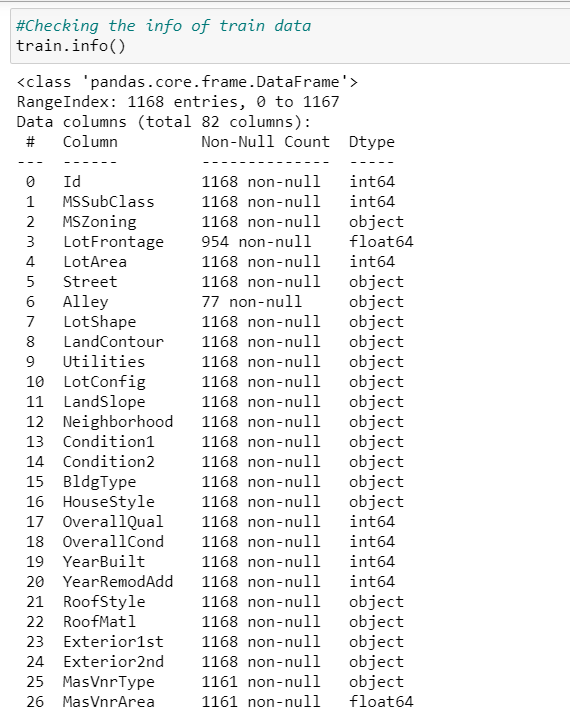 #Checking the info of train data
train.info()
<class 'pandas.core.frame.DataFrame'>
RangeIndex: 1168 entries, 0 to 1167
Data columns (total 82 columns):
 #   Column         Non-Null Count  Dtype
---  ------         --------------  -----
 0   Id             1168 non-null   int64
 1   MSSubClass     1168 non-null   int64
 2   MSZoning       1168 non-null   object
 3   LotFrontage    954 non-null    float64
 4   LotArea        1168 non-null   int64
 5   Street         1168 non-null   object
 6   Alley          77 non-null     object
 7   LotShape       1168 non-null   object
 8   LandContour    1168 non-null   object
 9   Utilities      1168 non-null   object
 10  LotConfig      1168 non-null   object
 11  LandSlope      1168 non-null   object
 12  Neighborhood   1168 non-null   object
 13  Condition1     1168 non-null   object
 14  Condition2     1168 non-null   object
 15  BldgType       1168 non-null   object
 16  HouseStyle     1168 non-null   object
 17  OverallQual    1168 non-null   int64
 18  OverallCond    1168 non-null   int64
 19  YearBuilt      1168 non-null   int64
 20  YearRemodAdd   1168 non-null   int64
 21  RoofStyle      1168 non-null   object
 22  RoofMatl       1168 non-null   object
 23  Exterior1st    1168 non-null   object
 24  Exterior2nd    1168 non-null   object
 25  MasVnrType     1161 non-null   object
 26  MasVnrArea     1161 non-null   float64